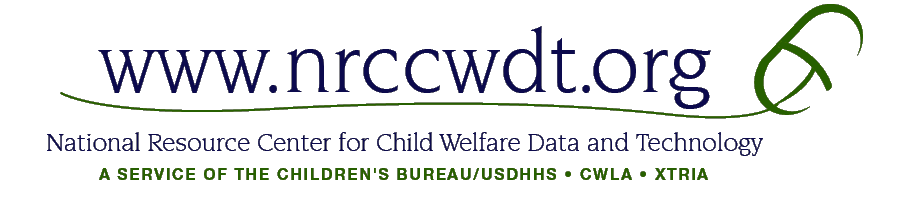 www.nrccwdt.org
National Resource Center for Child Welfare Data and Technology
A SERVICE OF THE CHILDREN'S BUREAU/USDHHS • CWLA • XTRIA